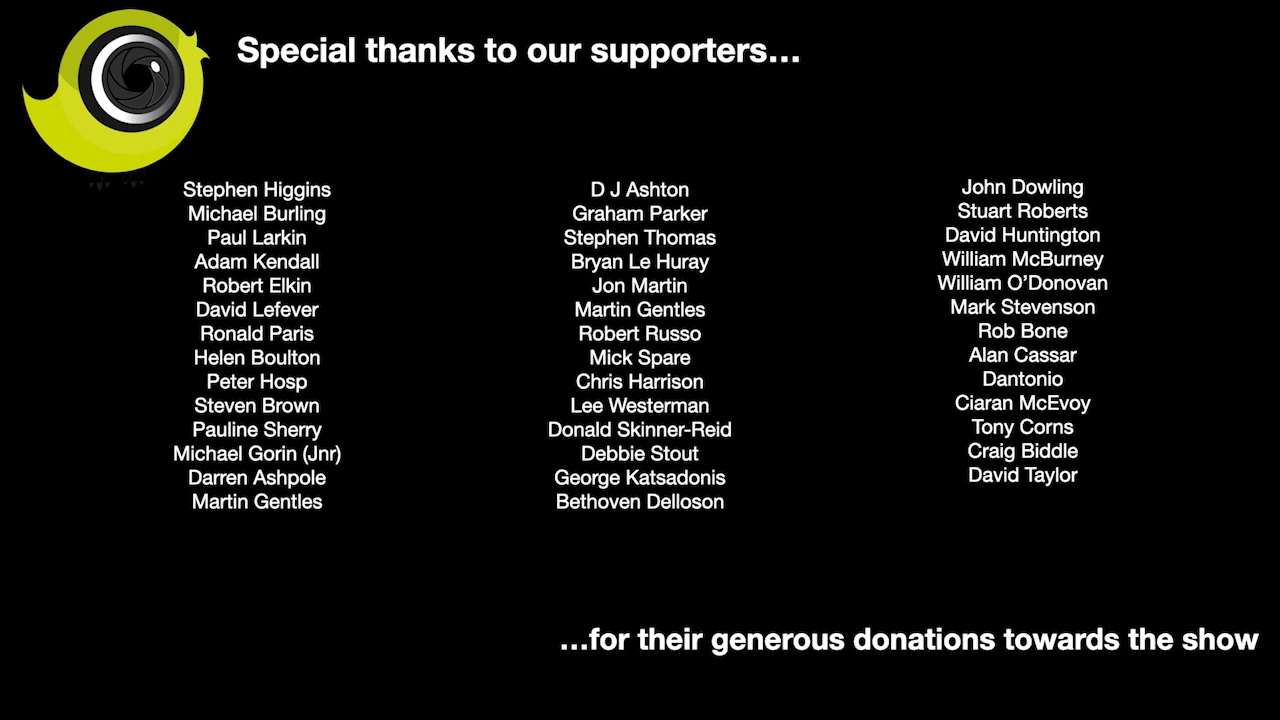 Special thanks to our supporters...
Stephen Higgins
Michael Burling
Paul Larkin
Adam Kendall
Robert Elkin
David Lefever
Ronald Paris
Helen Boulton
Peter Hosp
Steven Brown
Pauline Sherry
Michael Gorin (Jnr)
Darren Ashpole
Martin Gentles
D J Ashton
Graham Parker
Stephen Thomas
Bryan Le Huray
Jon Martin
Martin Gentles
Robert Russo
Mick Spare
Chris Harrison
Lee Westerman
Donald Skinner-Reid
Debbie Stout
George Katsadonis
Bethoven Delloson
John Dowling
Stuart Roberts
David Huntington
William McBurney
William O’Donovan
Mark Stevenson
Rob Bone
Alan Cassar
Dantonio
Ciaran McEvoy
Tony Corns
Craig Biddle
David Taylor
...for their generous donations towards the show